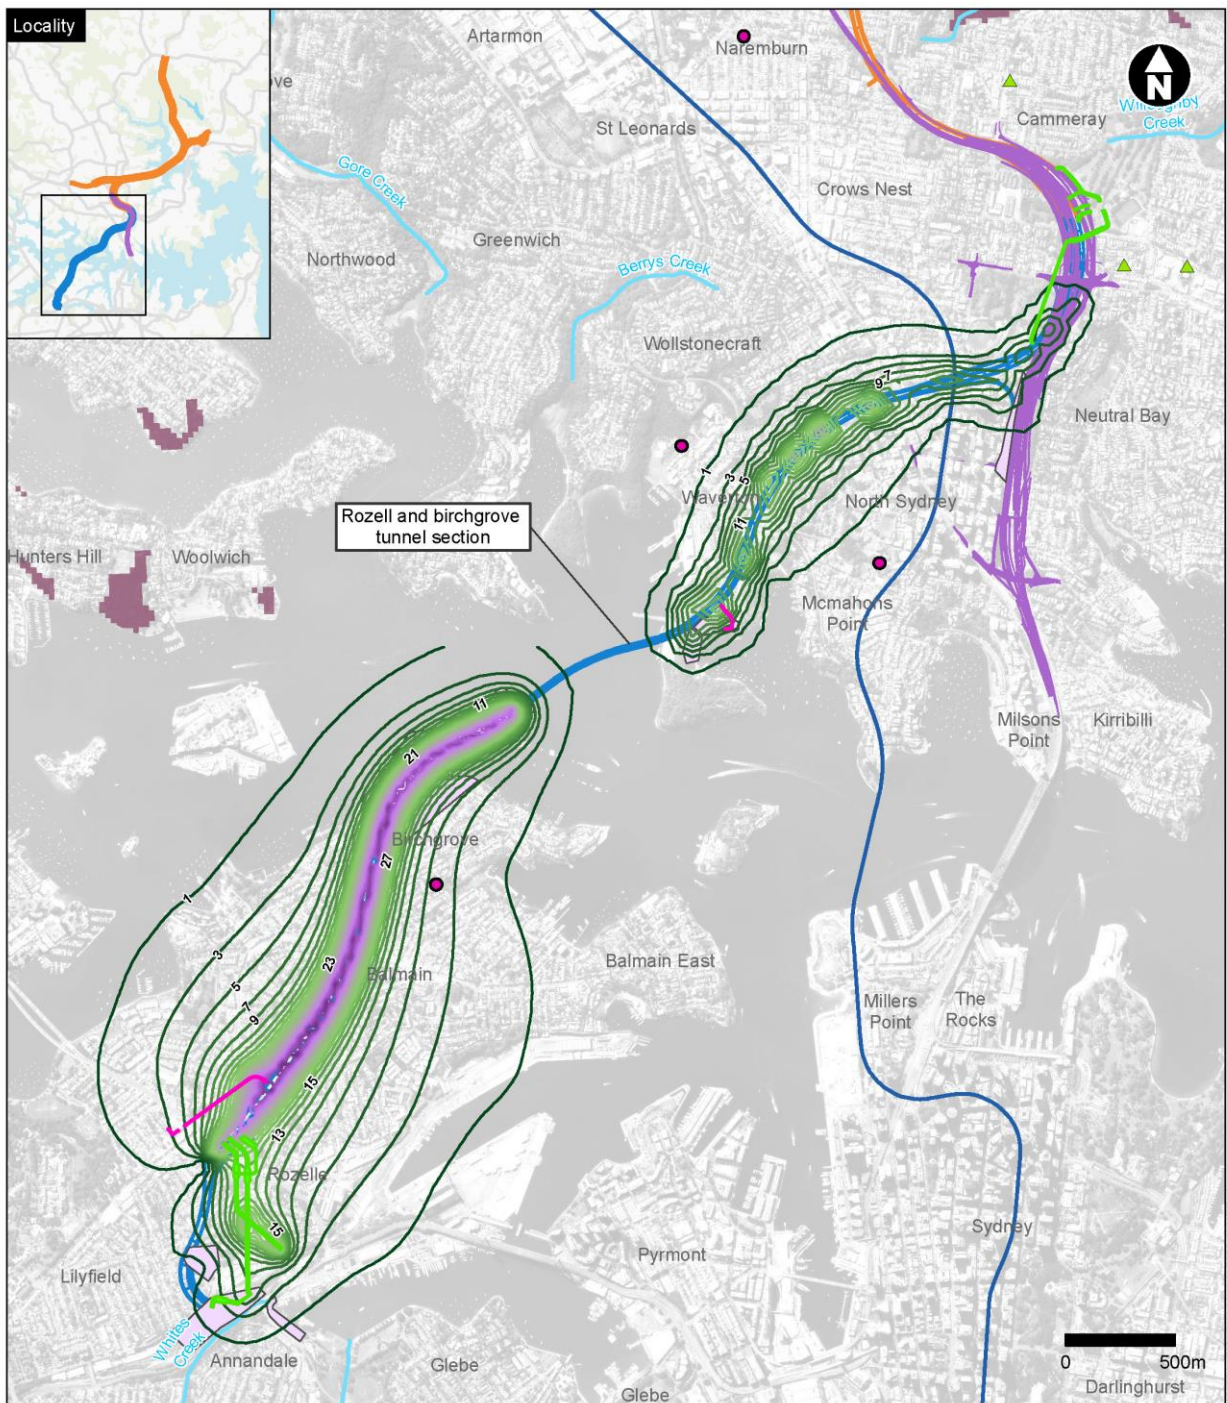 Locality
Artarmon
Naremburn
ve
N
Willoughby
Creek
Cammeray
St Leonards
Gore Creek
Crows Nest
Greenwich
Northwood
Berrys Creek
Wollstonecraft
9
7
Neutral Bay
1
3
5
Waverton
North Sydney
11
Rozell and birchgrove
tunnel section
Hunters Hill
Woolwich
Mcmahons
Point
11
Milsons
Point
Kirribilli
21
Birchgrove
27
1
3
23
Balmain
Balmain East
5
7
9
Millers
Point
The
Rocks
15
13
Rozelle
15
Sydney
Pyrmont
Lilyfield
Whites
Creek
Annandale
Glebe
Glebe
0
500m
Darlinghurst